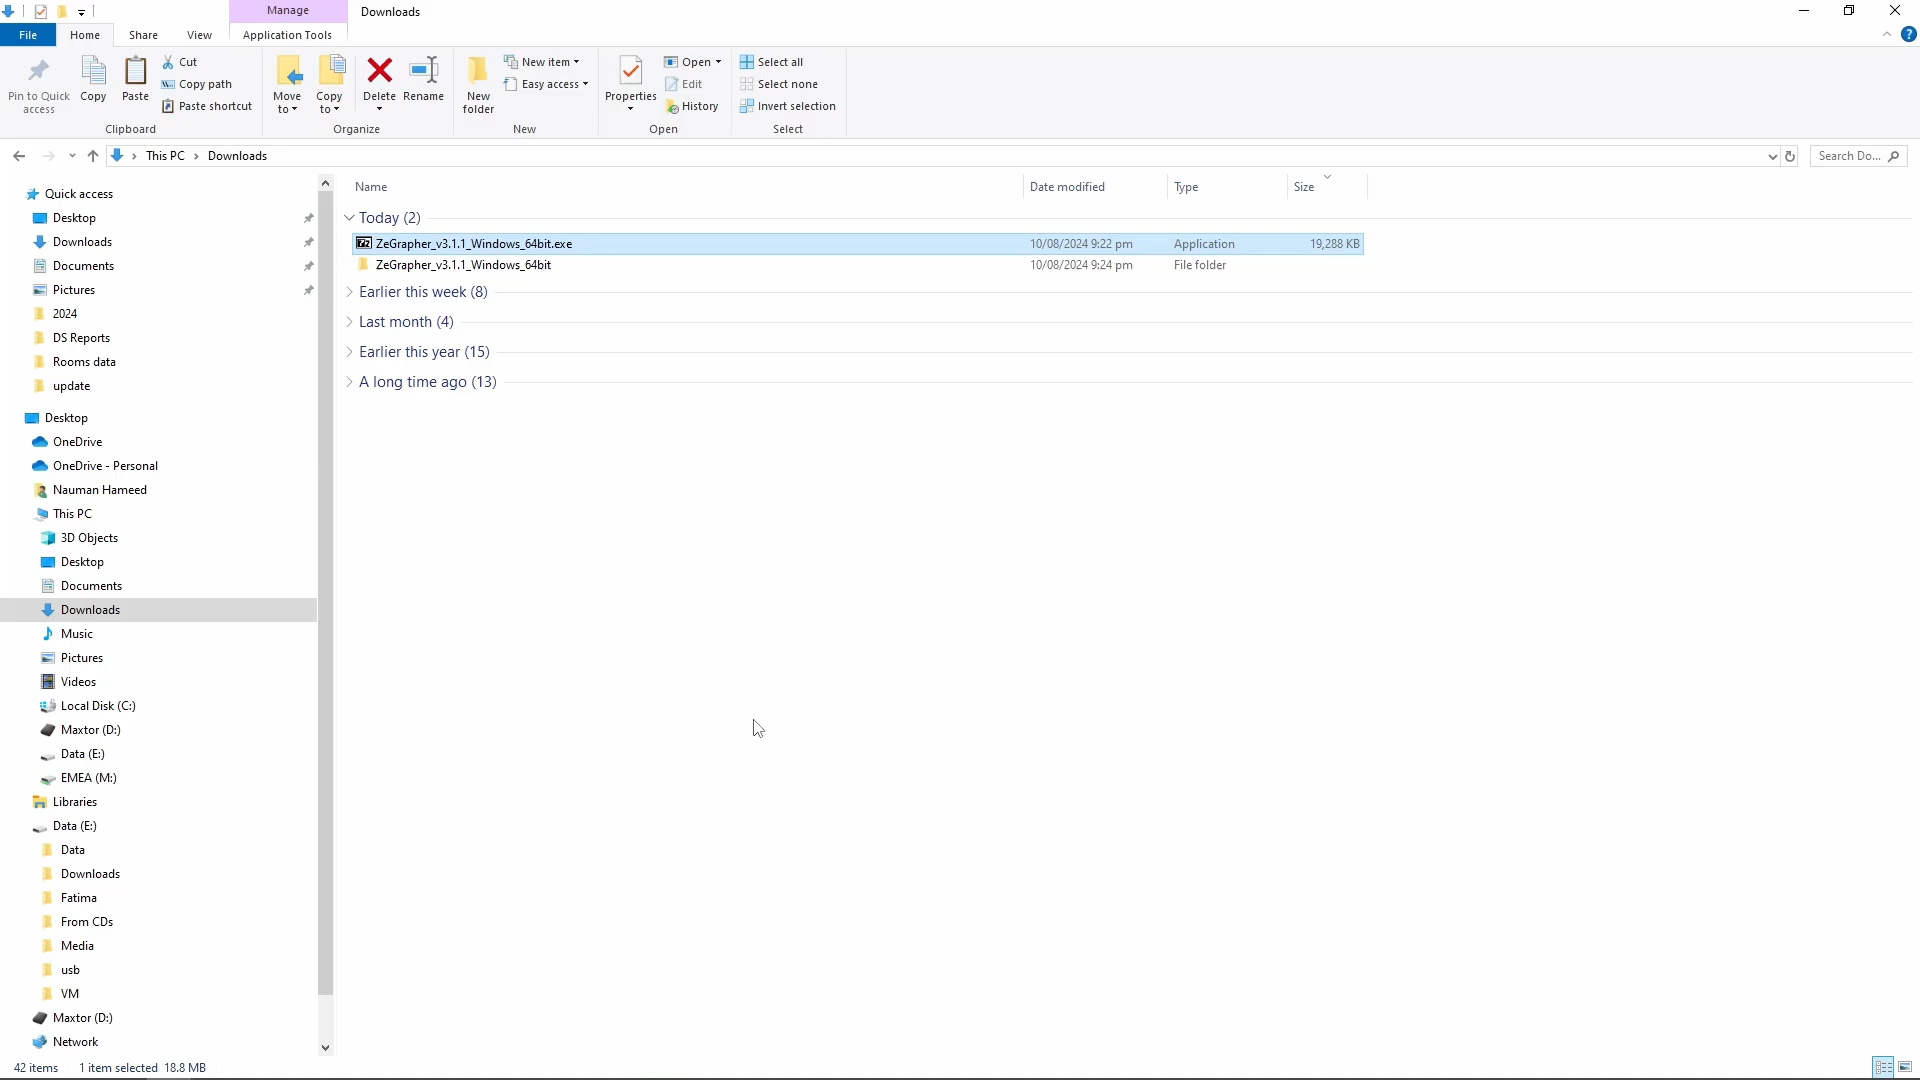 Manage
Downloads
File
Home
Share
View
Application Tools
Pin to Quick
access
Copy
Paste
Cut
Copy path
Paste shortcut
Clipboard
Move
to
Copy
to
Delete
Rename
Organize
New
folder
New item
Easy access
New
Properties
Open
Edit
History
Open
Select all
Select none
Invert selection
Select
This PC
Downloads
Search Do...
Quick access
Desktop
Downloads
Documents
Pictures
2024
DS Reports
Rooms data
update
Desktop
OneDrive
OneDrive - Personal
Nauman Hameed
This PC
3D Objects
Desktop
Documents
Downloads
Music
Pictures
Videos
Local Disk (C:)
Maxtor (D:)
Data (E:)
EMEA (M:)
Libraries
Data (E:)
Data
Downloads
Fatima
From CDs
Media
usb
VM
Maxtor (D:)
Network
Name
Date modified
Type
Size
Today (2)
ZeGrapher_v3.1.1_Windows_64bit.exe 10/08/2024 9:22 pm Application 19,288 KB
ZeGrapher_v3.1.1_Windows_64bit 10/08/2024 9:24 pm File folder
Earlier this week (8)
Last month (4)
Earlier this year (15)
A long time ago (13)
42 items 1 item selected 18.8 MB